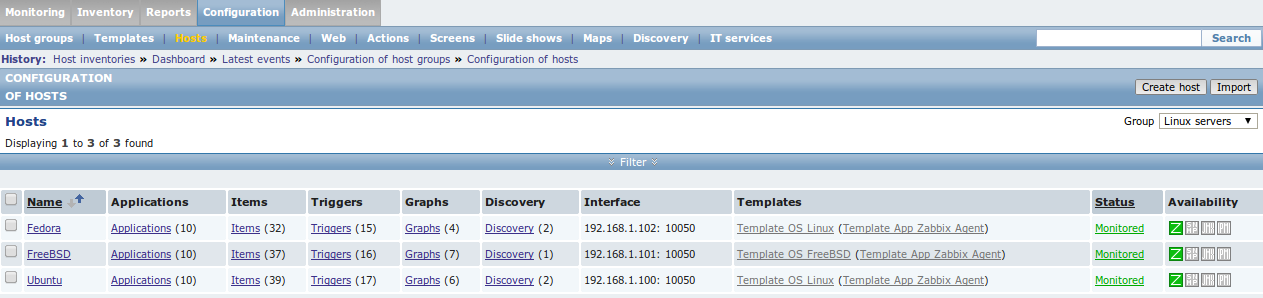 Monitoring Inventory Reports Configuration Administration
Host groups | Templates | Hosts | Maintenance | Web | Actions | Screens | Slide shows | Maps | Discovery | IT services Search
History: Host inventories » Dashboard » Latest events » Configuration of host groups » Configuration of hosts
CONFIGURATION
OF HOSTS
Create host Import
Hosts
Group Linux servers
Displaying 1 to 3 of 3 found
Filter
Name Applications Items Triggers Graphs Discovery Interface Templates Status Availability
Fedora Applications (10) Items (32) Triggers (15) Graphs (4) Discovery (2) 192.168.1.102: 10050 Template OS Linux (Template App Zabbix Agent) Monitored Z
FreeBSD Applications (10) Items (37) Triggers (16) Graphs (7) Discovery (1) 192.168.1.101: 10050 Template OS FreeBSD (Template App Zabbix Agent) Monitored Z
Ubuntu Applications (10) Items (39) Triggers (17) Graphs (6) Discovery (2) 192.168.1.100: 10050 Template OS Linux (Template App Zabbix Agent) Monitored Z